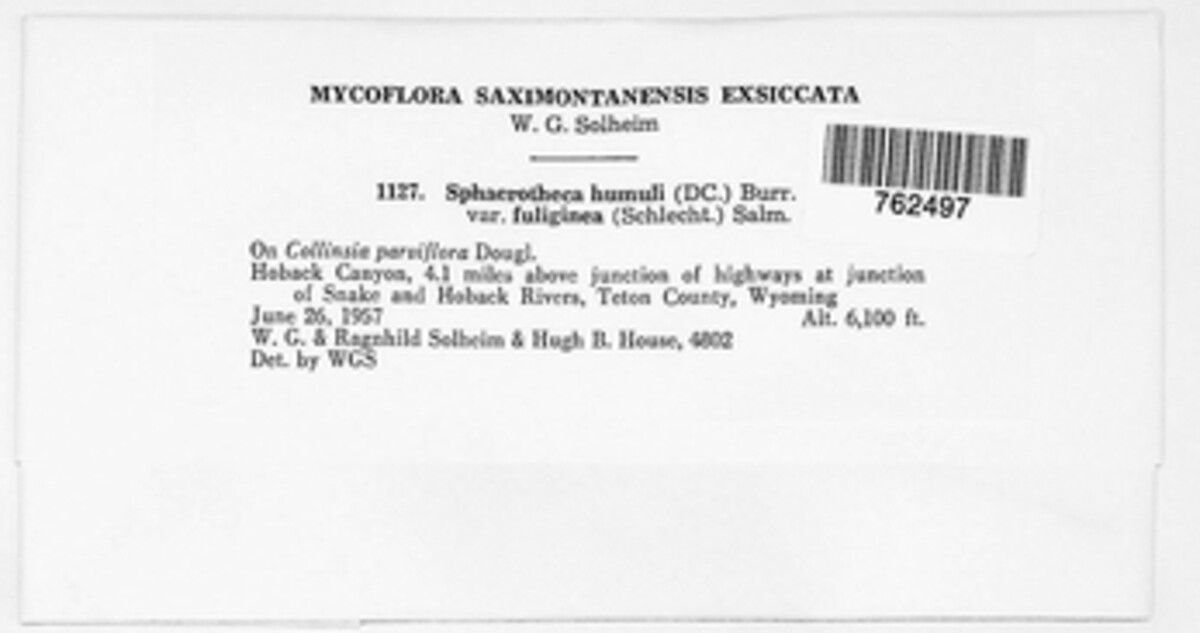 MYCOFLORA SAXIMONTANENSIS EXSICCATA
W. G. Solheim
1127. Sphaerotheca humuli (DC.) Burr.
var. fuliginea (Schlecht.) Salm.
762497
On Collinsia parviflora Dougl.
Hoback Canyon, 4.1 miles above junction of highways at junction
of Snake and Hoback Rivers, Teton County, Wyoming
June 26, 1957 Alt. 6,100 ft.
W. G. & Ragnhild Solheim & Hugh B. House, 4802
Det. by WGS